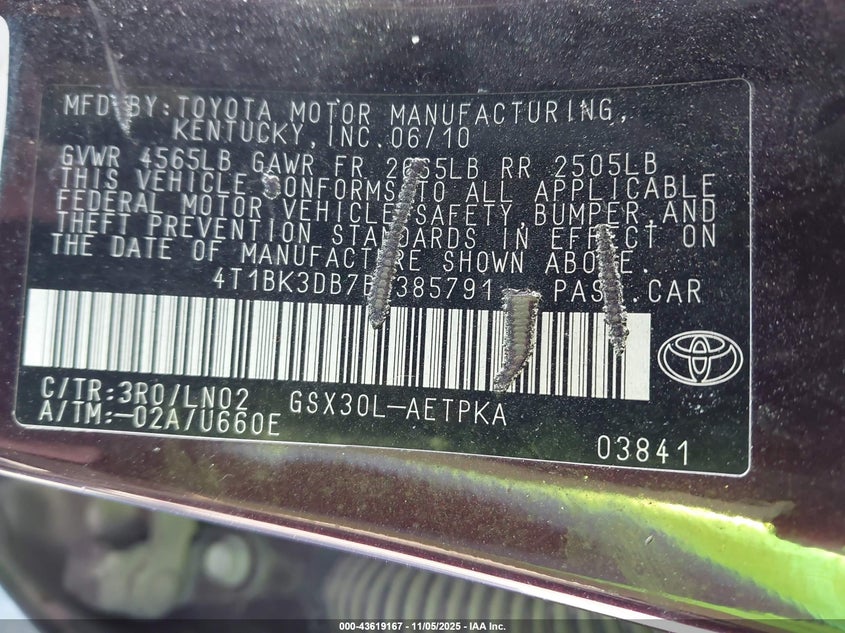 MFD BY:TOYOTA MOTOR MANUFACTURING,
KENTUCKY,INC.06/10
GVWR 4565LB GAWR FR RR 2505LB
THIS VEHICLE CONFORMS TO ALL APPLICABLE
FEDERAL MOTOR VEHICLE SAFETY,BUMPER,AND
THEFT PREVENTION STANDARDS IN EFFECT ON
THE DATE OF MANUFACTURE SHOWN ABOVE.
PASS.CAR
C/TR:3R0/LN02 GSX30L-AETPKA
A/TM:-02A/U660E
03841
000-43619167 - 11/05/2025 - IAA Inc.